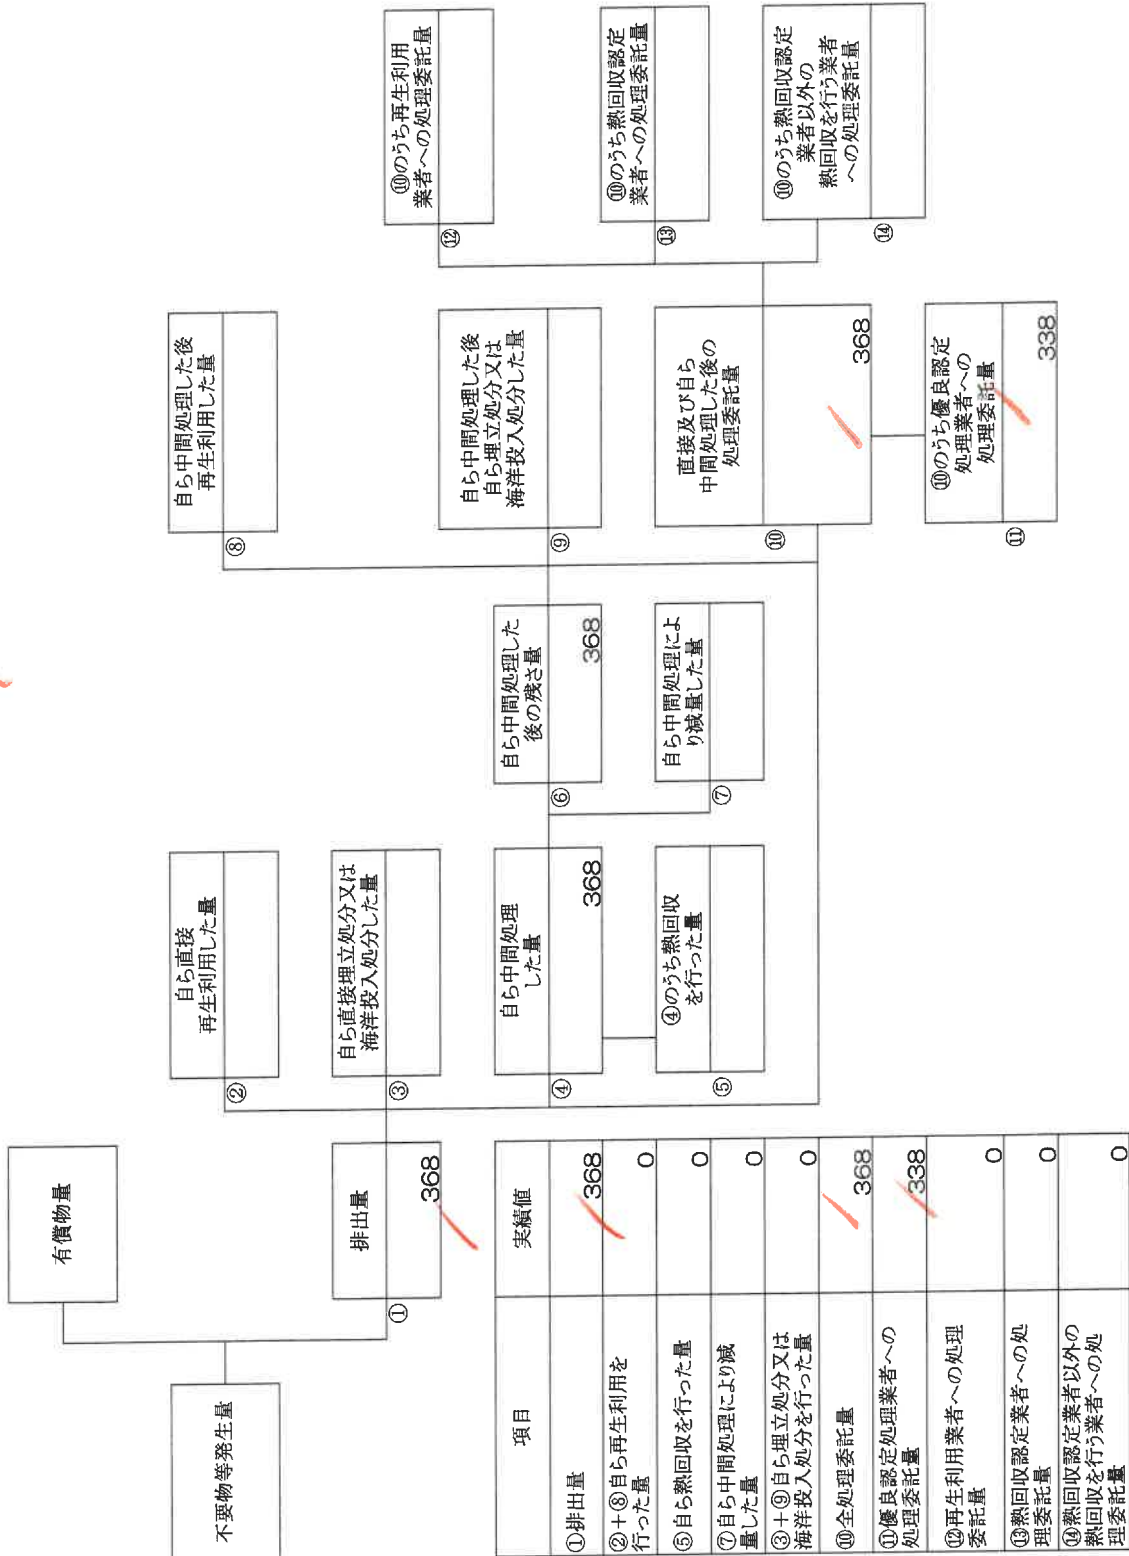 不要物等発生量
有償物量
排出量
①
368
自ら直接
再生利用した量
②
自ら直接埋立処分又は
海洋投入処分した量
③
自ら中間処理
した量
④
368
④のうち熱回収
を行った量
⑤
自ら中間処理した
後の残さ量
⑥
368
自ら中間処理によ
り減量した量
⑦
自ら中間処理した後
再生利用した量
⑧
自ら中間処理した後
自ら埋立処分又は
海洋投入処分した量
⑨
直接及び自ら
中間処理した後の
処理委託量
⑩
368
⑩のうち優良認定
処理業者への
処理委託量
⑪
338
⑩のうち再生利用
業者への処理委託量
⑫
⑩のうち熱回収認定
業者への処理委託量
⑬
⑩のうち熱回収認定
業者以外の
熱回収を行う業者
への処理委託量
⑭
項目 実績値
①排出量 368
②+⑧自ら再生利用を
行った量 0
⑤自ら熱回収を行った量 0
⑦自ら中間処理により減
量した量 0
③+⑨自ら埋立処分又は
海洋投入処分を行った量 0
⑩全処理委託量 368
⑪優良認定処理業者への
処理委託量 338
⑫再生利用業者への処理
委託量 0
⑬熱回収認定業者への処
理委託量 0
⑭熱回収認定業者以外の
熱回収を行う業者への処
理委託量 0